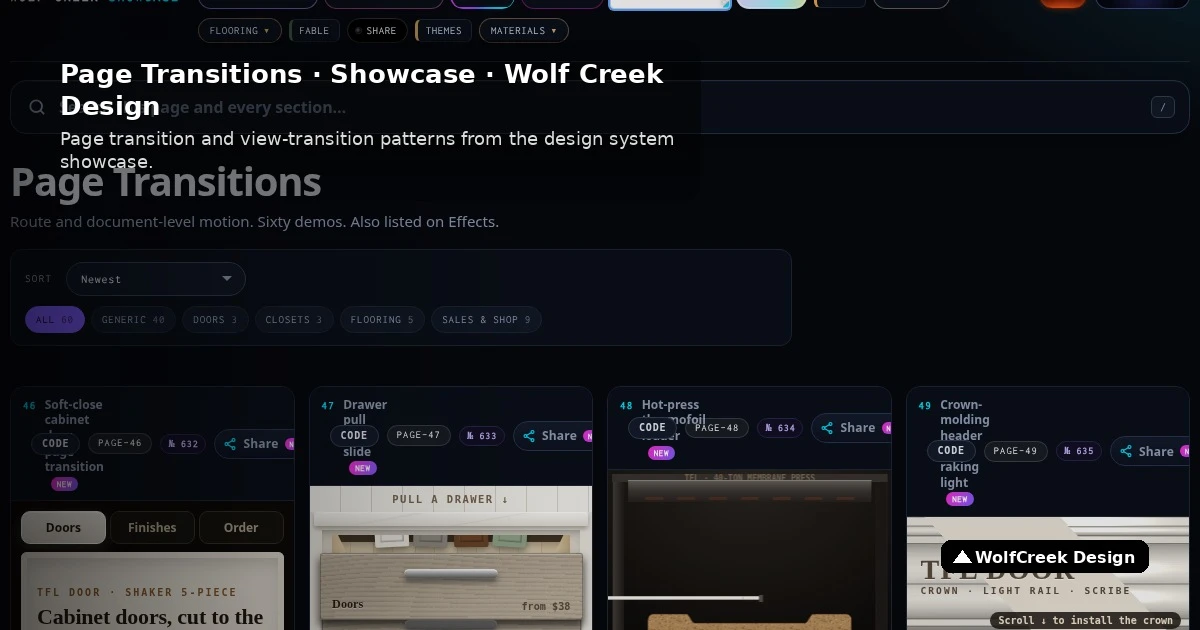 FLOORING ▾
FABLE
SHARE
THEMES
MATERIALS ▾
Page Transitions · Showcase · Wolf Creek
Design
age and every section...
/
Page transition and view-transition patterns from the design system
showcase.
Page Transitions
Route and document-level motion. Sixty demos. Also listed on Effects.
SORT
Newest
ALL 60
GENERIC 40
DOORS 3
CLOSETS 3
FLOORING 5
SALES & SHOP 9
46
Soft-close
cabinet
page
transition
CODE
PAGE-46
№ 632
Share
NEW
47
Drawer
pull
slide
CODE
PAGE-47
№ 633
Share
NEW
48
Hot-press
CODE
PAGE-48
№ 634
Share
NEW
49
Crown-
molding
header
raking
light
CODE
PAGE-49
№ 635
Share
NEW
Doors
Finishes
Order
TFL DOOR · SHAKER 5-PIECE
Cabinet doors, cut to the
PULL A DRAWER ↓
Doors
from $38
TFL · 40-TON MEMBRANE PRESS
WolfCreek Design
TFL DOOR
CROWN · LIGHT RAIL · SCRIBE
Scroll ↓ to install the crown